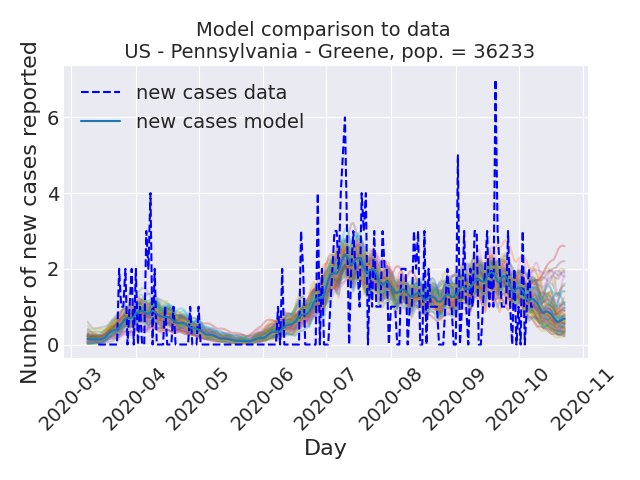 Model comparison to data
US - Pennsylvania - Greene, pop. = 36233
new cases data
new cases model
Number of new cases reported
6
4
2
0
2020-03
2020-04
2020-05
2020-06
2020-07
2020-08
2020-09
2020-10
2020-11
Day